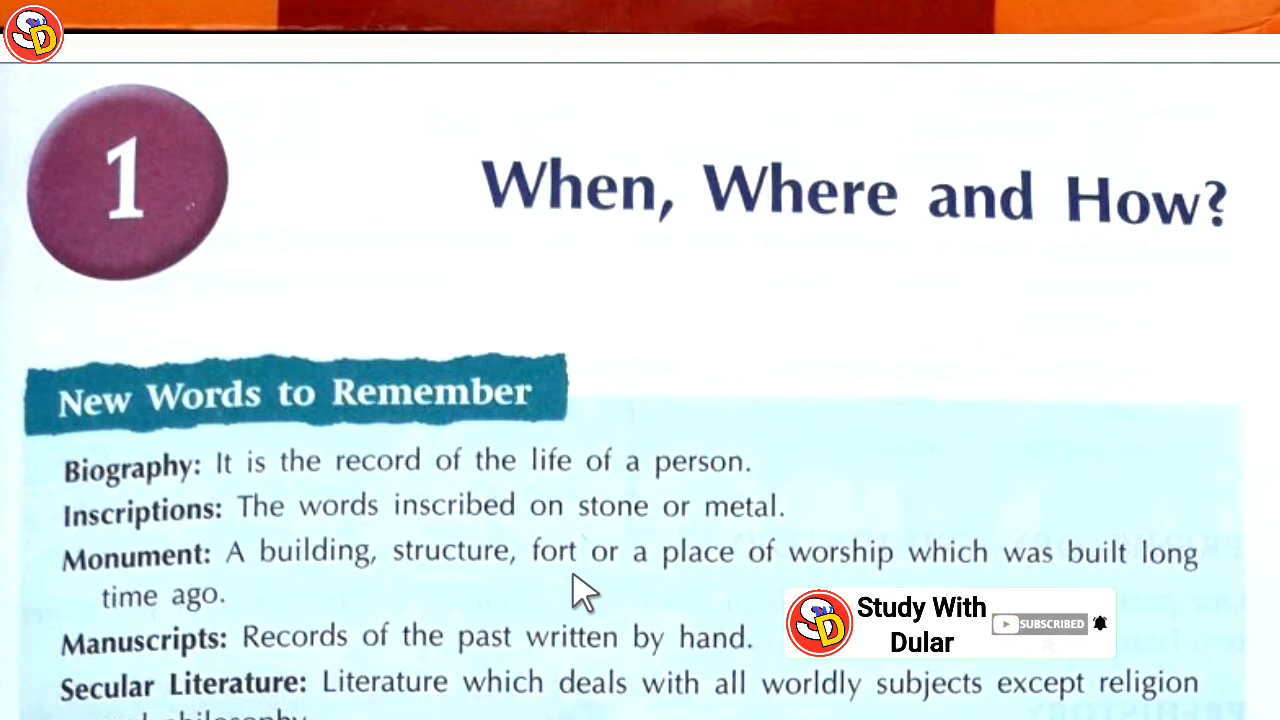 SD
1
When, Where and How?
New Words to Remember
Biography: It is the record of the life of a person.
Inscriptions: The words inscribed on stone or metal.
Monument: A building, structure, fort or a place of worship which was built long
time ago.
Manuscripts: Records of the past written by hand.
Secular Literature: Literature which deals with all worldly subjects except religion
philosophy.
SD
Study With
Dular
SUBSCRIBED